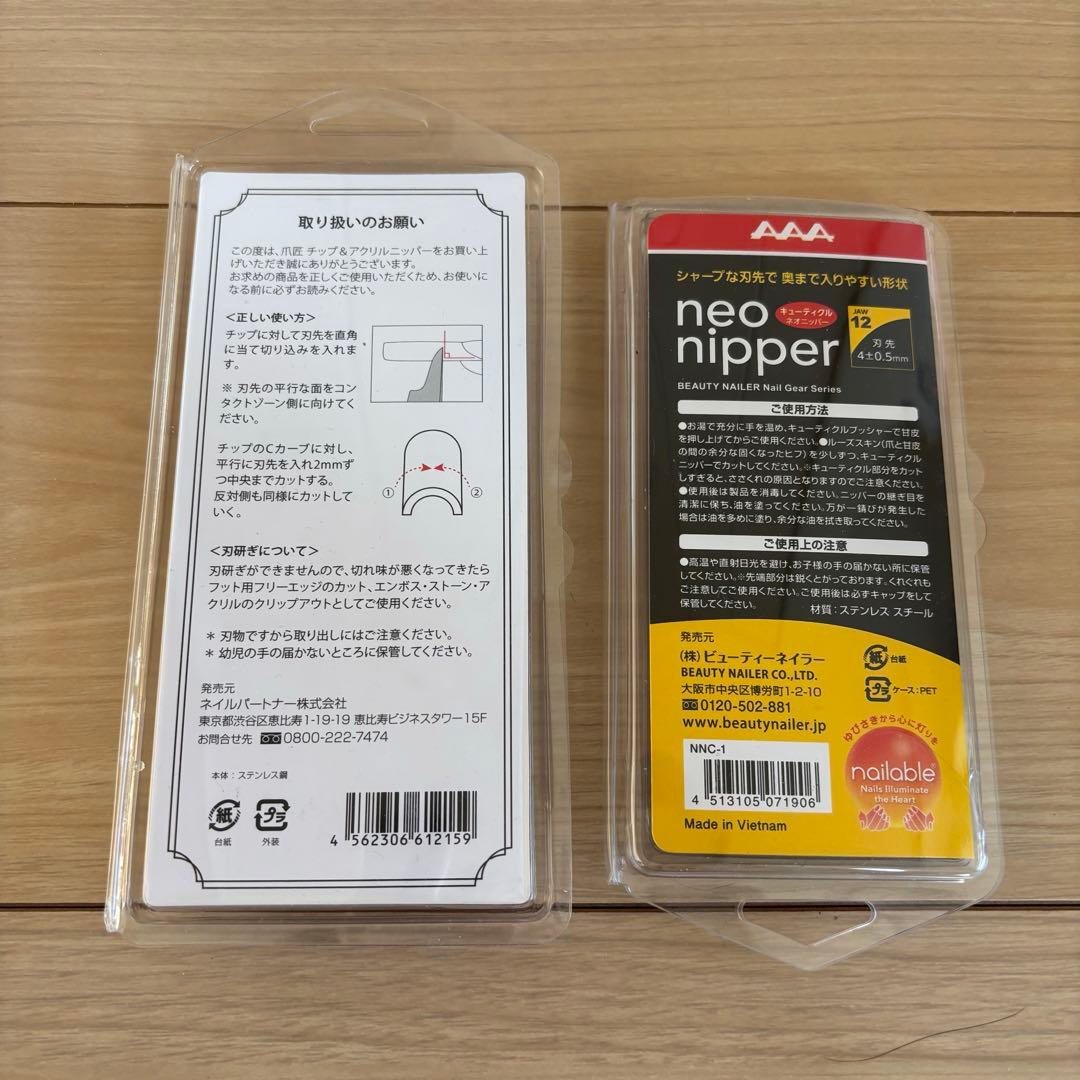 取り扱いのお願い
この度は、爪匠 チップ＆アクリルニッパーをお買い上
げいただき誠にありがとうございます。
お求めの商品を正しくご使用いただくため、お使いに
なる前に必ずお読みください。
＜正しい使い方＞
チップに対して刃先を直角
に当て切り込みを入れま
す。
※ 刃先の平行な面をコン
タクトゾーン側に向けてく
ださい。
チップのCカーブに対し、
平行に刃先を入れ2mmず
つ中央までカットする。
反対側も同様にカットして
いく。
① ②
＜刃研ぎについて＞
刃研ぎができませんので、切れ味が悪くなってきたら
フット用フリーエッジのカット、エンボス・ストーン・ア
クリルのクリップアウトとしてご使用ください。
＊ 刃物ですから取り出しにはご注意ください。
＊ 幼児の手の届かないところに保管してください。
発売元
ネイルパートナー株式会社
東京都渋谷区恵比寿1-19-19 恵比寿ビジネスタワー15F
お問合せ先 0800-222-7474
本体：ステンレス鋼
紙
台紙
プラ
外装
4 562306 612159
AAA
シャープな刃先で 奥まで入りやすい形状
neo
nipper
キューティクル
ネオニッパー
JAW
12
刃先
4±0.5mm
BEAUTY NAILER Nail Gear Series
ご使用方法
●お湯で充分に手を温め、キューティクルプッシャーで甘皮
を押し上げてからご使用ください。●ルーズスキン(爪と甘皮
の間の余分な固くなったヒフ)を少しずつ、キューティクル
ニッパーでカットしてください。※キューティクル部分をカット
しすぎると、ささくれの原因となりますのでご注意ください。
●使用後は製品を消毒してください。ニッパーの継ぎ目を
清潔に保ち、油を塗ってください。万が一錆びが発生した
場合は油を多めに塗り、余分な油を拭き取ってください。
ご使用上の注意
●高温や直射日光を避け、お子様の手の届かない所に保管
してください。※先端部分は鋭くとがっております。くれぐれも
ご注意してご使用ください。ご使用後は必ずキャップをして
保管してください。
材質：ステンレス スチール
発売元
(株)ビューティーネイラー
BEAUTY NAILER CO.,LTD.
大阪市中央区博労町1-2-10
0120-502-881
www.beautynailer.jp
紙
台紙
プラ
ケース：PET
NNC-1
4 513105 071906
Made in Vietnam
ゆびさきから心に灯りを
nailable®
Nails Illuminate
the Heart